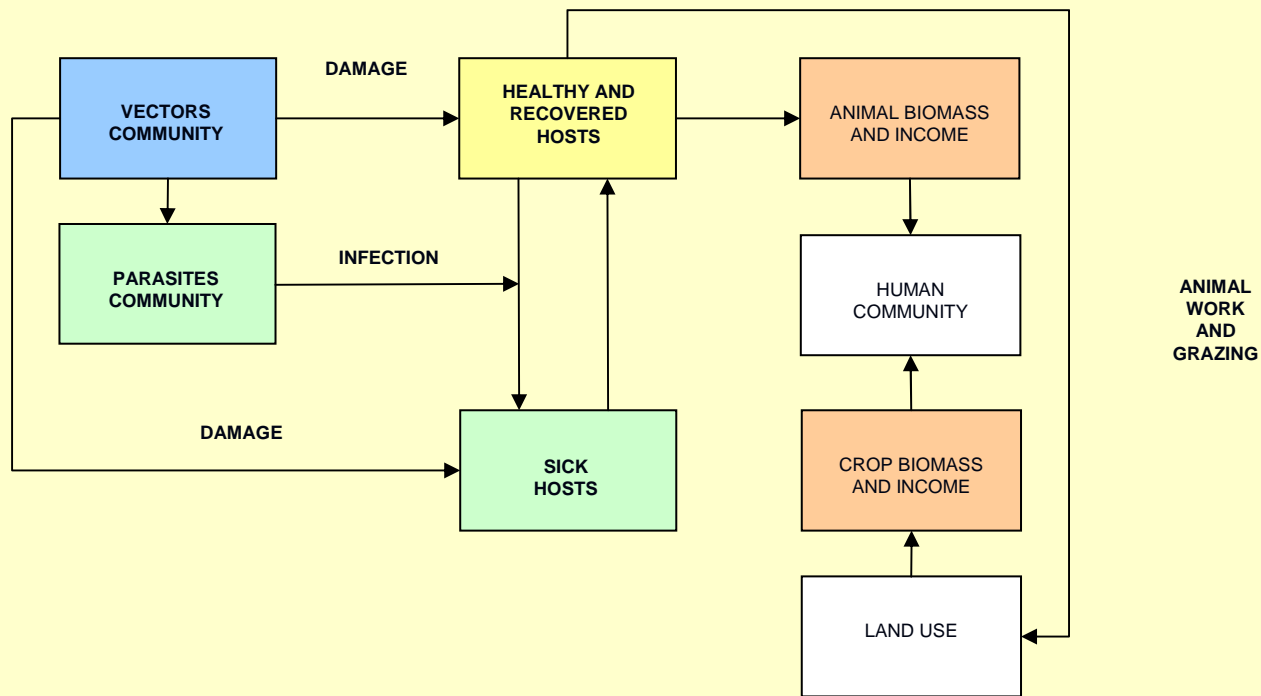 DAMAGE
VECTORS
COMMUNITY
HEALTHY AND
RECOVERED
HOSTS
ANIMAL BIOMASS
AND INCOME
PARASITES
COMMUNITY
INFECTION
HUMAN
COMMUNITY
ANIMAL
WORK
AND
GRAZING
DAMAGE
SICK
HOSTS
CROP BIOMASS
AND INCOME
LAND USE